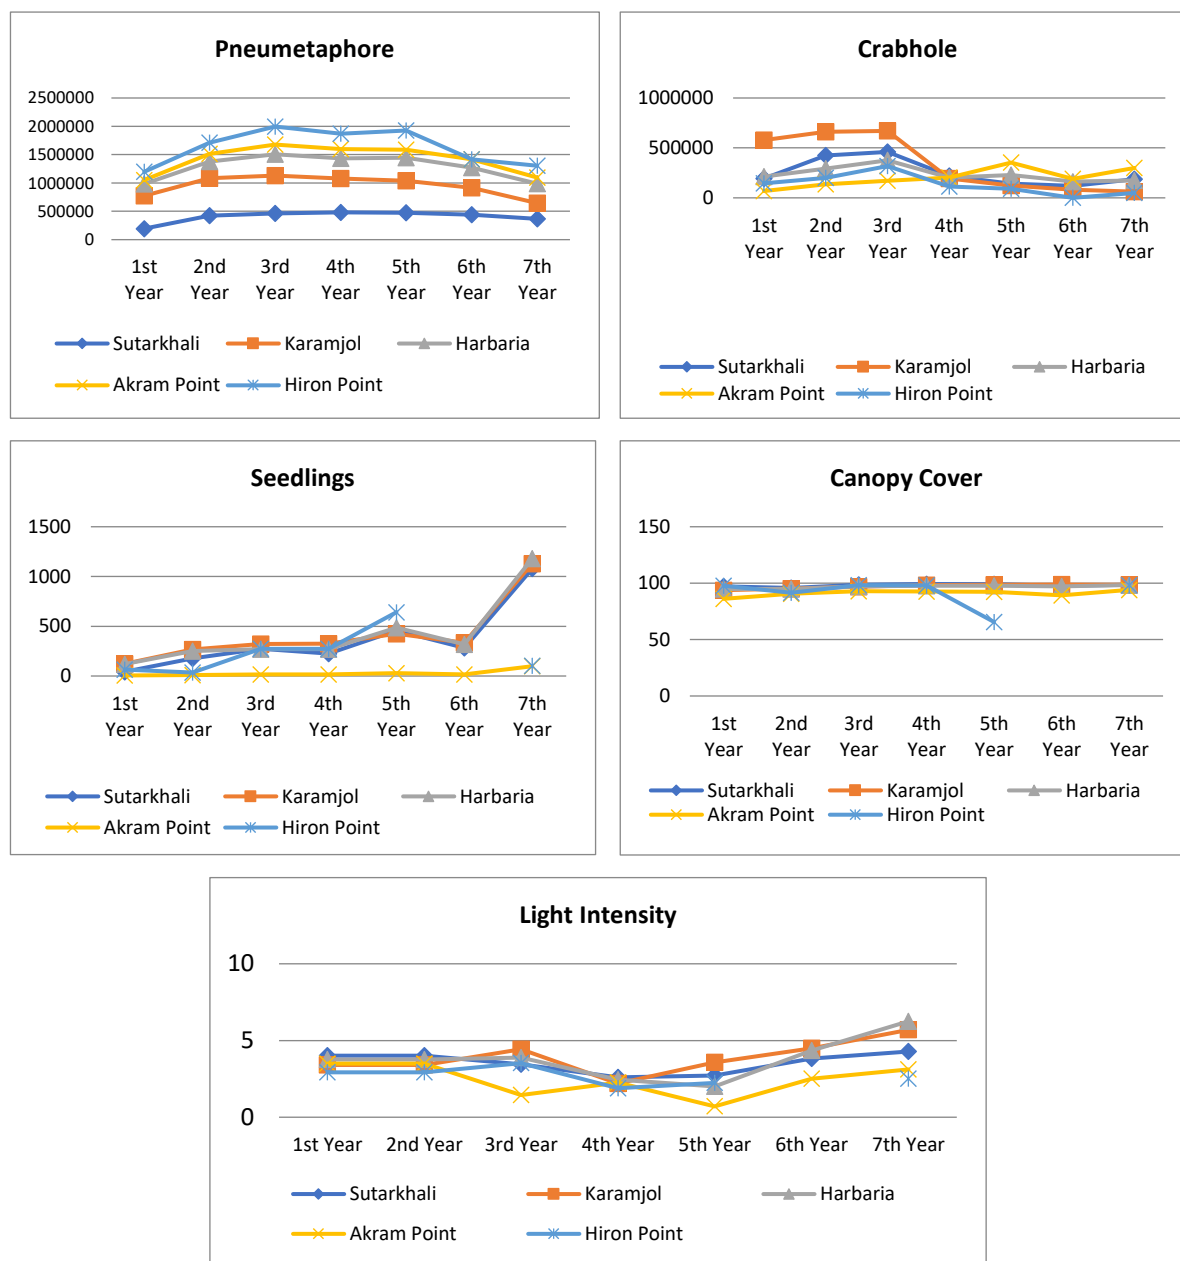 Pneumetaphore
2500000
2000000
1500000
1000000
500000
0
1st Year 2nd Year 3rd Year 4th Year 5th Year 6th Year 7th Year
Sutarkhali Karamjol Harbaria
Akram Point Hiron Point
Crabhole
1000000
500000
0
1st Year 2nd Year 3rd Year 4th Year 5th Year 6th Year 7th Year
Sutarkhali Karamjol Harbaria
Akram Point Hiron Point
Seedlings
1500
1000
500
0
1st Year 2nd Year 3rd Year 4th Year 5th Year 6th Year 7th Year
Sutarkhali Karamjol Harbaria
Akram Point Hiron Point
Canopy Cover
150
100
50
0
1st Year 2nd Year 3rd Year 4th Year 5th Year 6th Year 7th Year
Sutarkhali Karamjol Harbaria
Akram Point Hiron Point
Light Intensity
10
5
0
1st Year 2nd Year 3rd Year 4th Year 5th Year 6th Year 7th Year
Sutarkhali Karamjol Harbaria
Akram Point Hiron Point